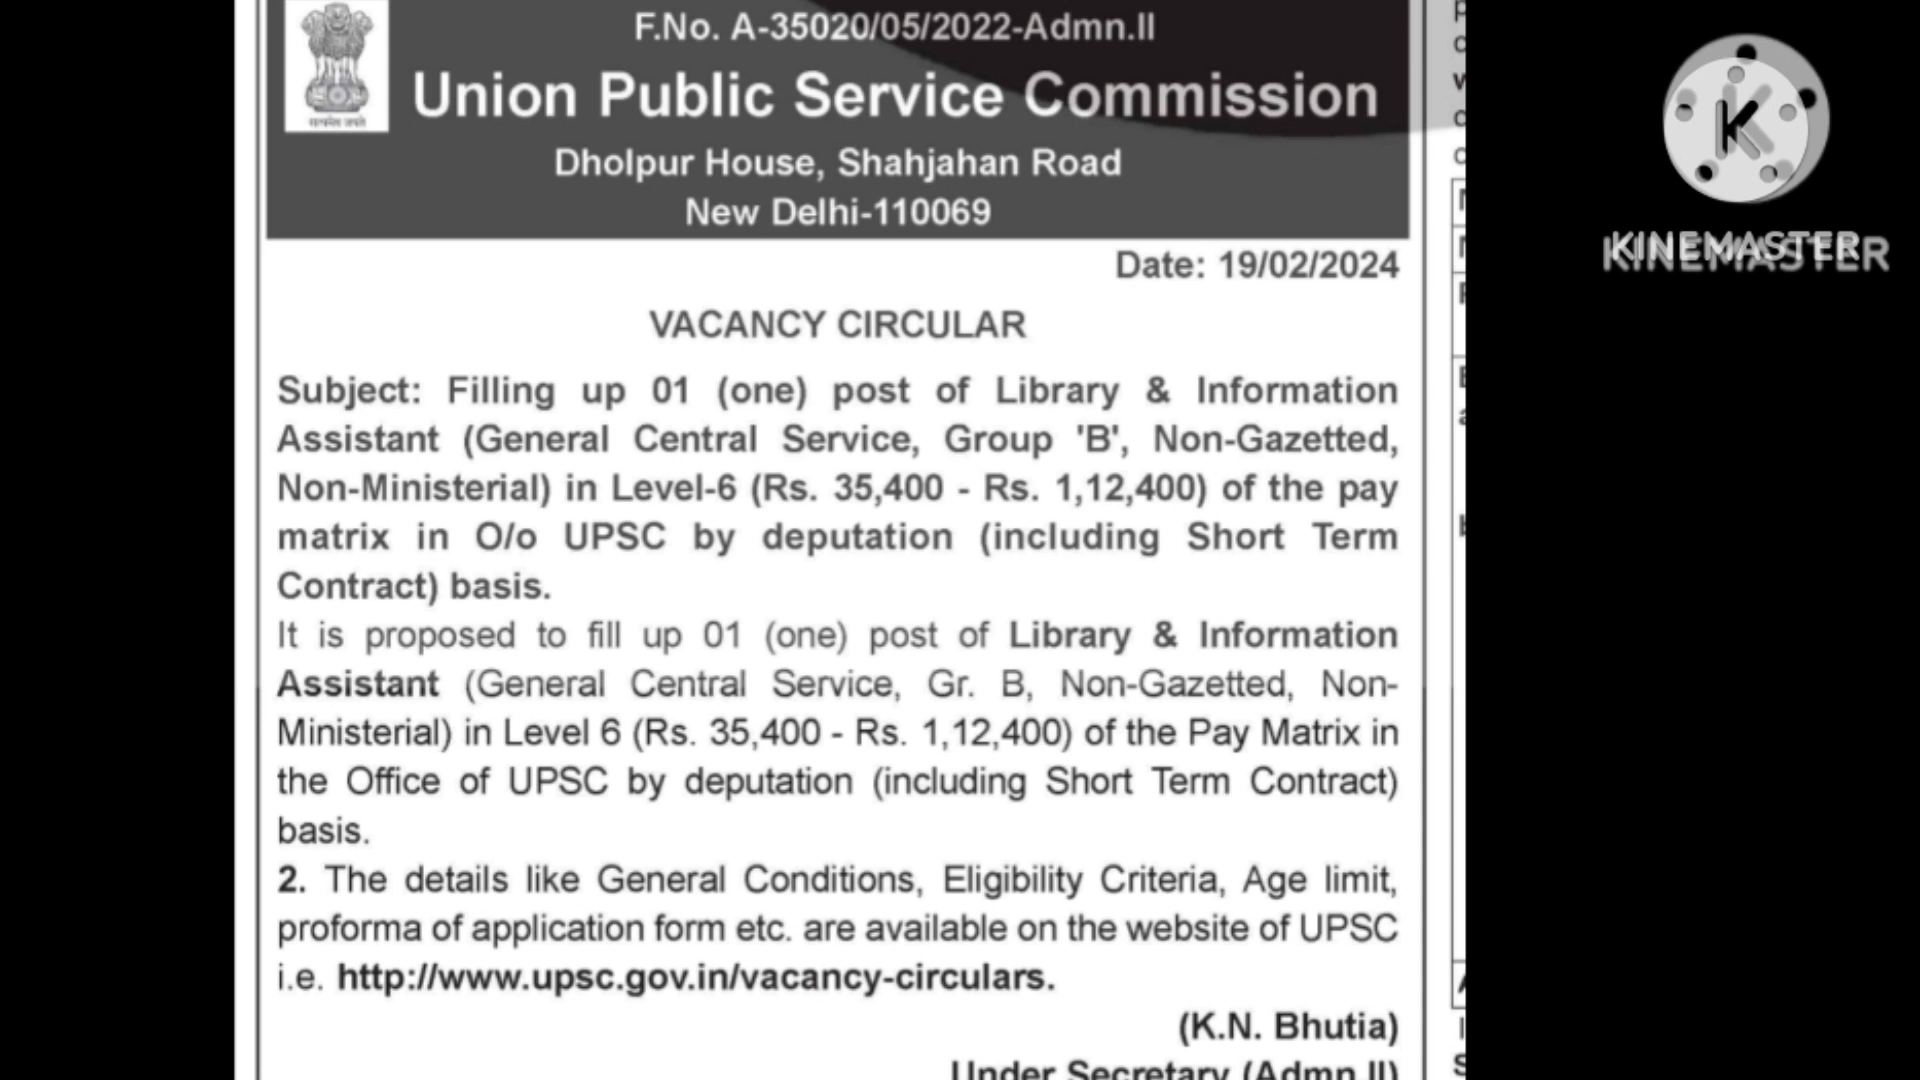 F.No. A-35020/05/2022-Admn.II
Union Public Service Commission
Dholpur House, Shahjahan Road
New Delhi-110069
सत्यमेव जयते
Date: 19/02/2024
VACANCY CIRCULAR
Subject: Filling up 01 (one) post of Library & Information
Assistant (General Central Service, Group 'B', Non-Gazetted,
Non-Ministerial) in Level-6 (Rs. 35,400 - Rs. 1,12,400) of the pay
matrix in O/o UPSC by deputation (including Short Term
Contract) basis.
It is proposed to fill up 01 (one) post of Library & Information
Assistant (General Central Service, Gr. B, Non-Gazetted, Non-
Ministerial) in Level 6 (Rs. 35,400 - Rs. 1,12,400) of the Pay Matrix in
the Office of UPSC by deputation (including Short Term Contract)
basis.
2. The details like General Conditions, Eligibility Criteria, Age limit,
proforma of application form etc. are available on the website of UPSC
i.e. http://www.upsc.gov.in/vacancy-circulars.
(K.N. Bhutia)
Under Secretary (Admn.II)
KINEMASTER
KINEMASTER